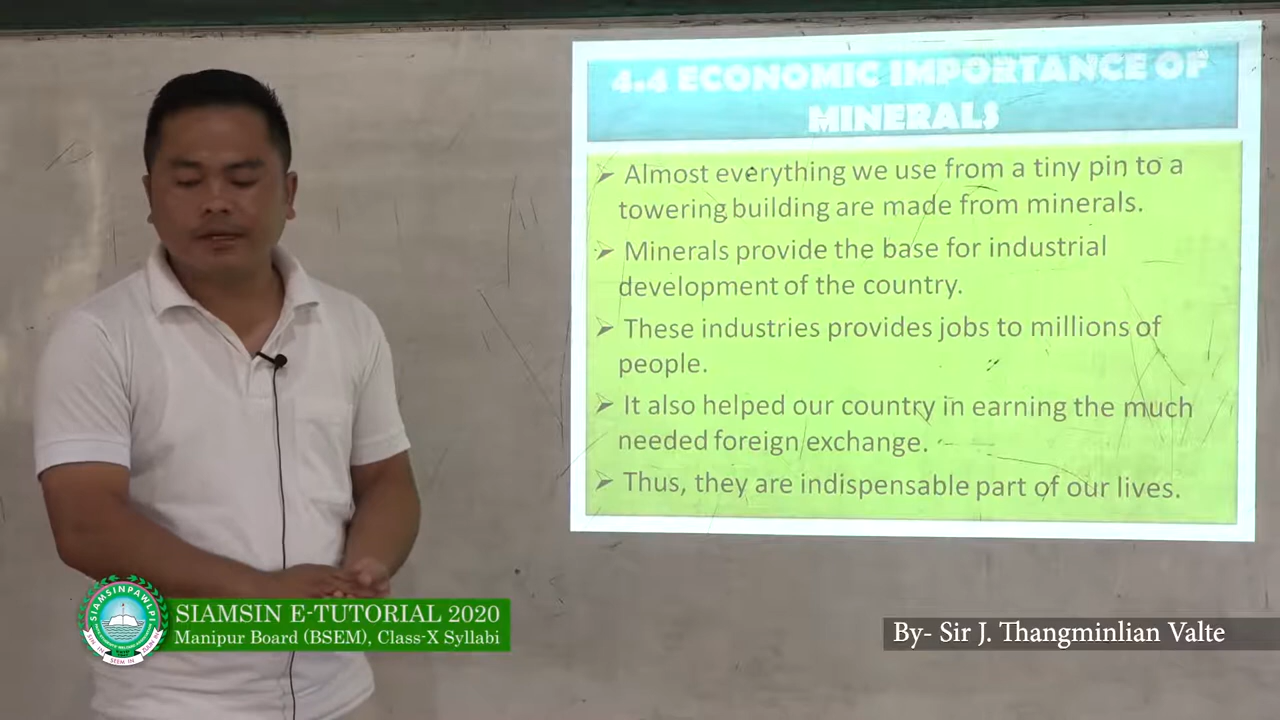 4.4 ECONOMIC IMPORTANCE OF
MINERALS
➢ Almost everything we use from a tiny pin to a
towering building are made from minerals.
➢ Minerals provide the base for industrial
development of the country.
➢ These industries provides jobs to millions of
people.
➢ It also helped our country in earning the much
needed foreign exchange.
➢ Thus, they are indispensable part of our lives.
SIAMSINPAWLPI
SEEM IN
SIAMSIN E-TUTORIAL 2020
Manipur Board (BSEM), Class-X Syllabi
By- Sir J. Thangminlian Valte